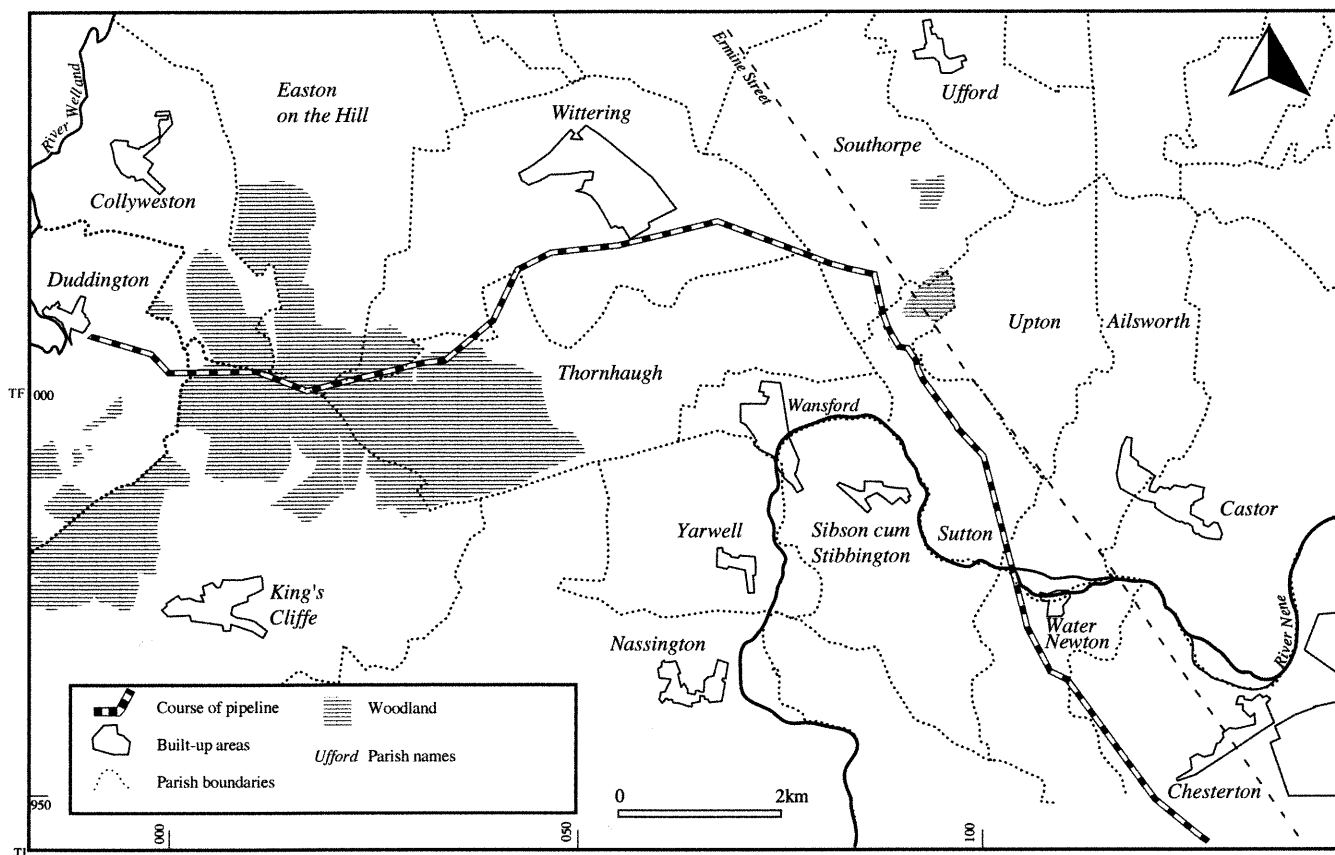 River Welland
Easton
on the Hill
Ermine Street
Ufford
Wittering
Southorpe
Collyweston
Duddington
Upton
Ailsworth
Thornhaugh
TF
000
Wansford
Castor
Yarwell
Sibson cum
Stibbington
Sutton
King's
Cliffe
Water
Newton
River Nene
Nassington
Course of pipeline
Woodland
Built-up areas
Ufford Parish names
Parish boundaries
0 2km
Chesterton
950
000
050
100
TL